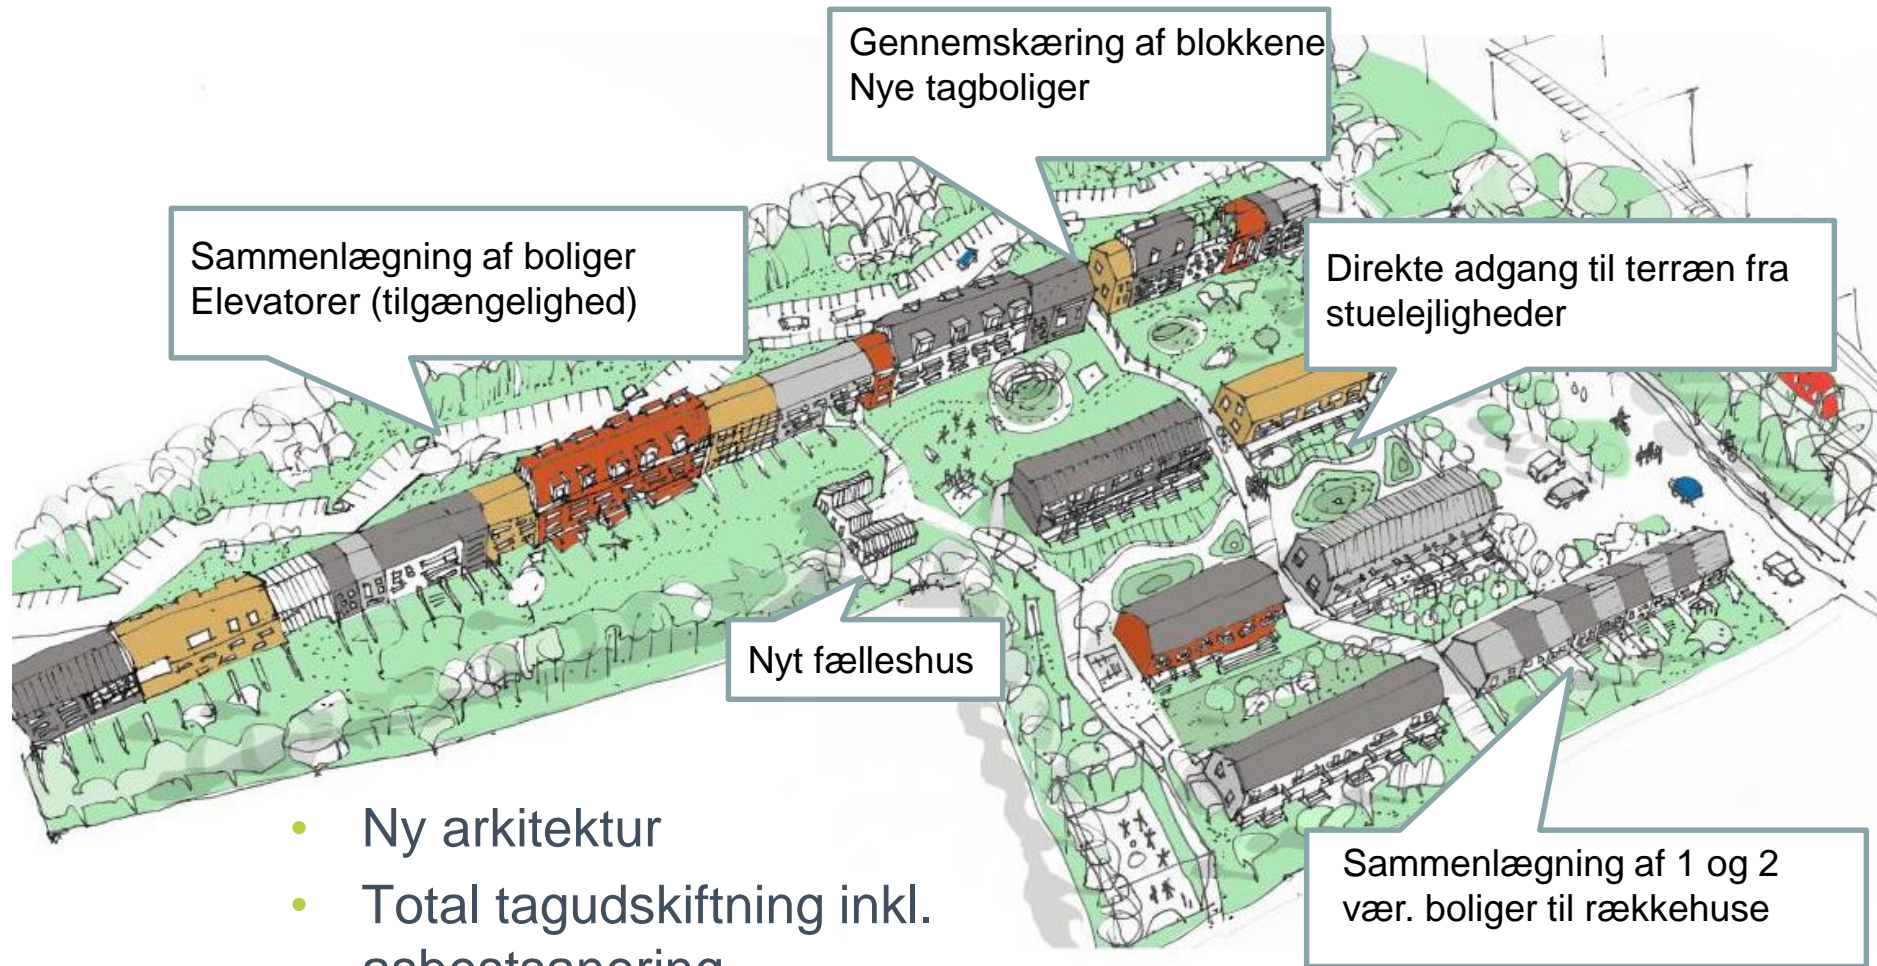 Gennemskæring af blokkene
Nye tagboliger
Sammenlægning af boliger
Elevatorer (tilgængelighed)
Direkte adgang til terræn fra
stuelejligheder
Nyt fælleshus
Sammenlægning af 1 og 2
vær. boliger til rækkehuse
• Ny arkitektur
• Total tagudskiftning inkl.
asbestsanering